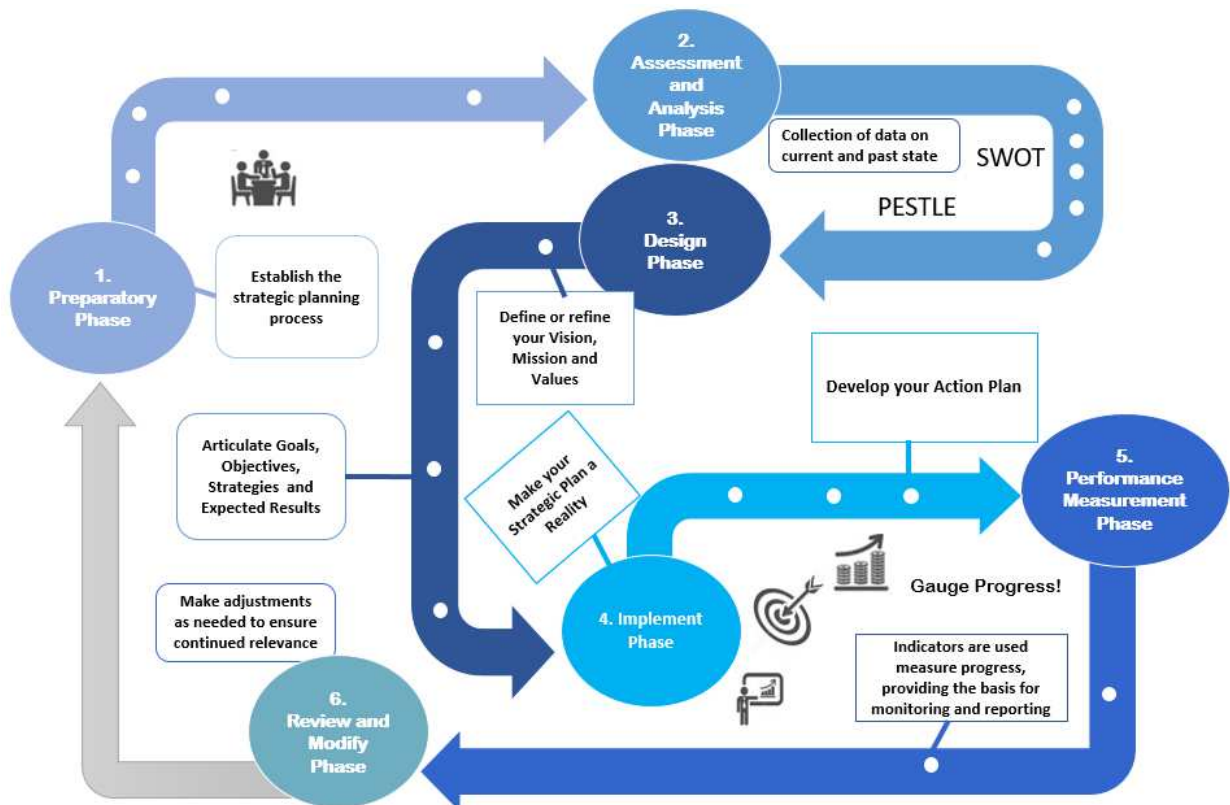 2.
Assessment
and
Analysis
Phase
Collection of data on
current and past state
SWOT
PESTLE
3.
Design
Phase
1.
Preparatory
Phase
Establish the
strategic planning
process
Define or refine
your Vision,
Mission and
Values
Develop your Action Plan
Articulate Goals,
Objectives,
Strategies and
Expected Results
Make your
Strategic Plan a
Reality
5.
Performance
Measurement
Phase
Gauge Progress!
Make adjustments
as needed to ensure
continued relevance
4. Implement
Phase
Indicators are used
measure progress,
providing the basis for
monitoring and reporting
6.
Review and
Modify
Phase